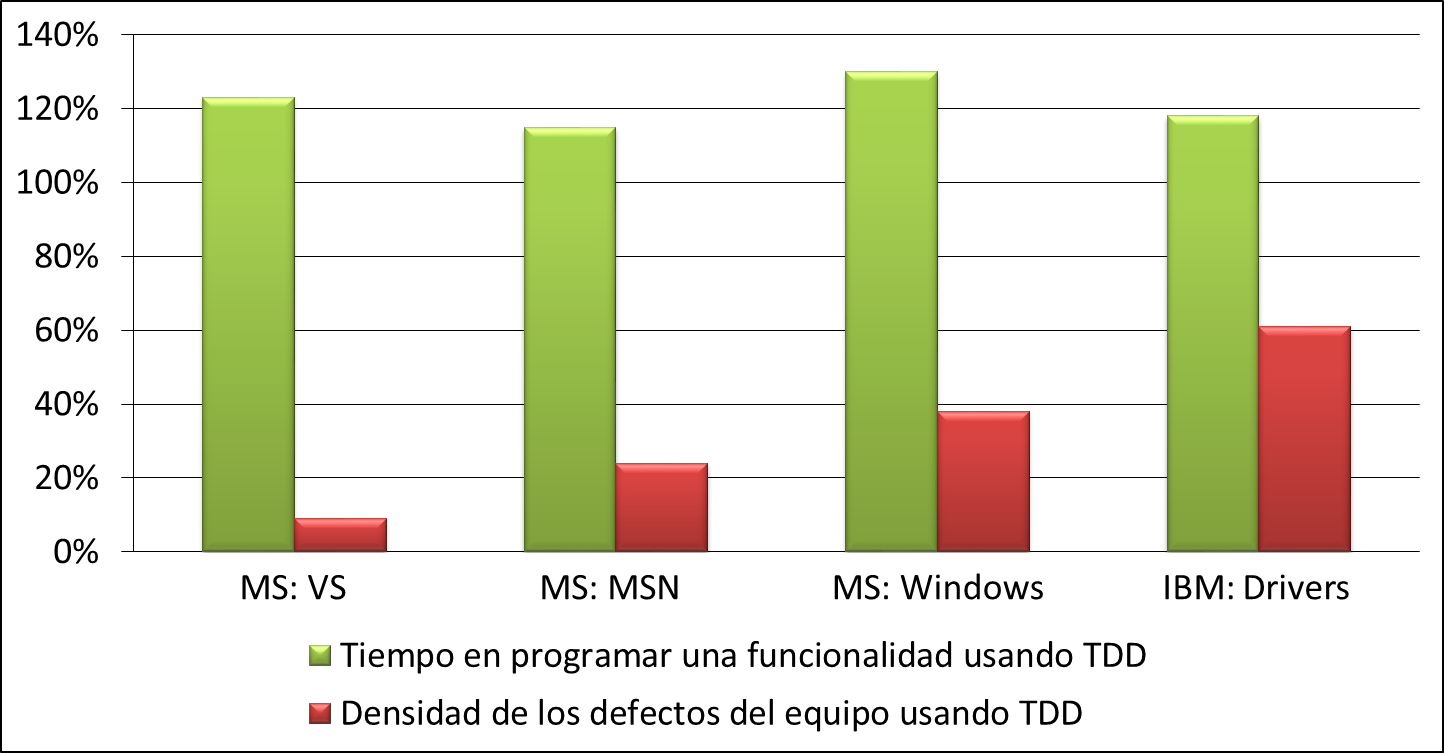 140%
120%
100%
80%
60%
40%
20%
0%
MS: VS
MS: MSN
MS: Windows
IBM: Drivers
Tiempo en programar una funcionalidad usando TDD
Densidad de los defectos del equipo usando TDD